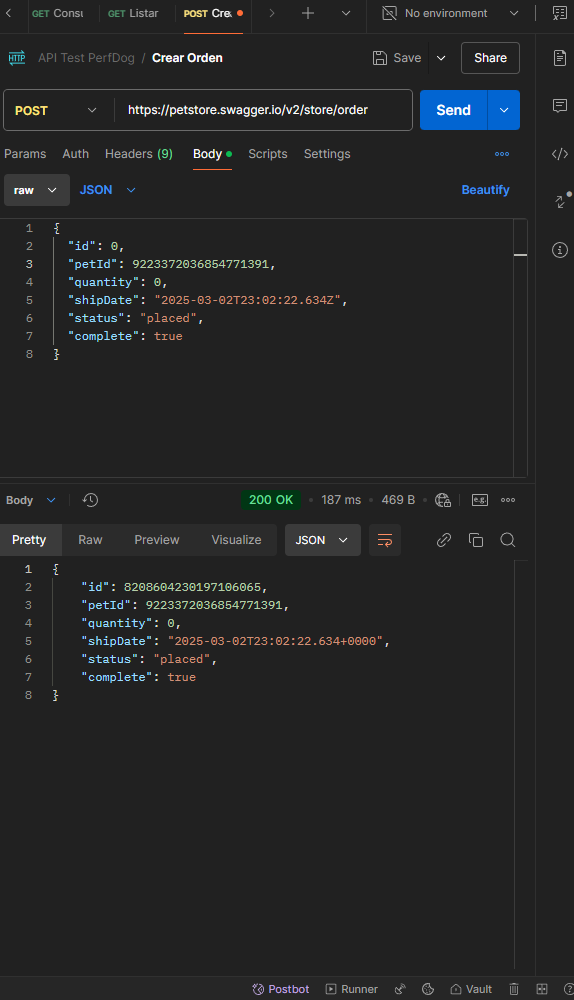 GET Consu GET Listar POST Crea No environment
HTTP API Test PerfDog / Crear Orden Save Share
POST https://petstore.swagger.io/v2/store/order Send
Params Auth Headers (9) Body Scripts Settings
raw JSON Beautify
1 {
2 "id": 0,
3 "petId": 9223372036854771391,
4 "quantity": 0,
5 "shipDate": "2025-03-02T23:02:22.634Z",
6 "status": "placed",
7 "complete": true
8 }
Body 200 OK 187 ms 469 B e.g.
Pretty Raw Preview Visualize JSON
1 {
2 "id": 8208604230197106065,
3 "petId": 9223372036854771391,
4 "quantity": 0,
5 "shipDate": "2025-03-02T23:02:22.634+0000",
6 "status": "placed",
7 "complete": true
8 }
Postbot Runner Vault